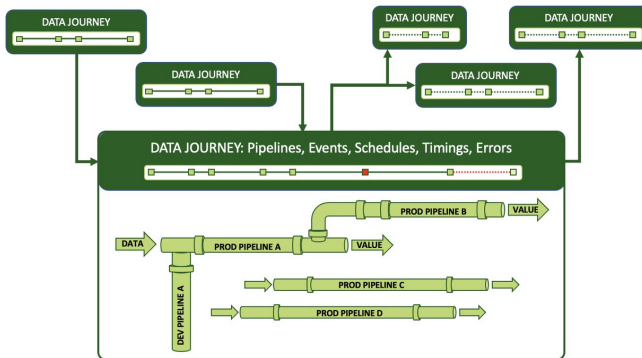 DATA JOURNEY
DATA JOURNEY
DATA JOURNEY
DATA JOURNEY
DATA JOURNEY
DATA JOURNEY: Pipelines, Events, Schedules, Timings, Errors
PROD PIPELINE B
VALUE
DATA
PROD PIPELINE A
VALUE
DEV PIPELINE A
PROD PIPELINE C
PROD PIPELINE D